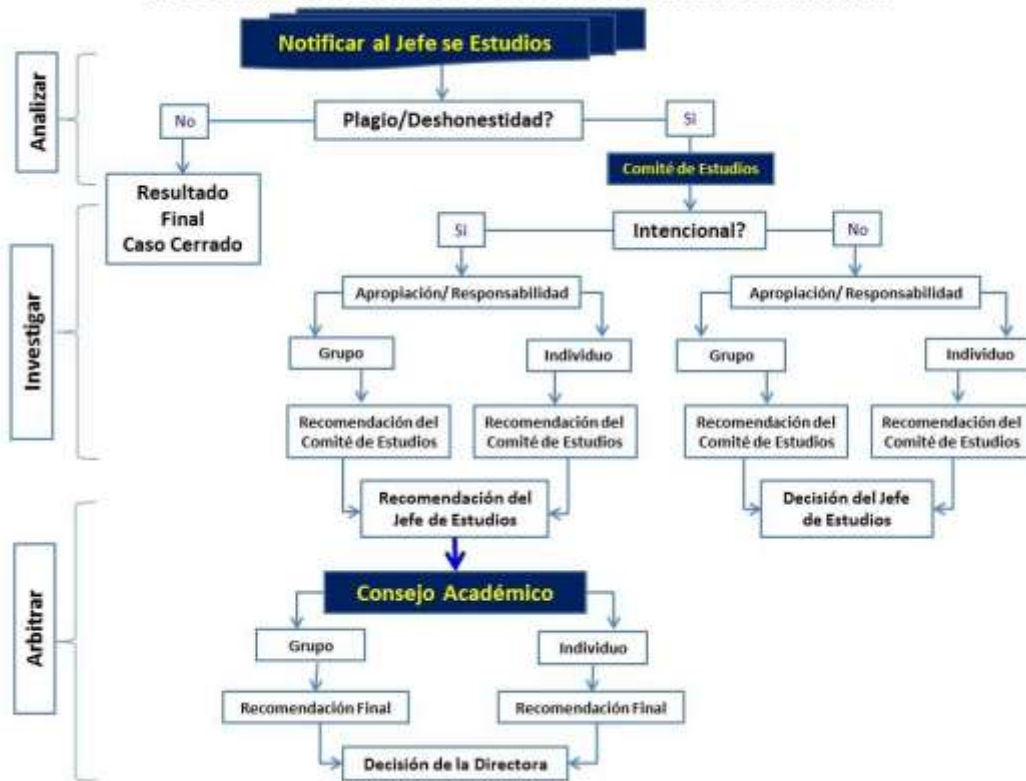 Notificar al Jefe se Estudios
Analizar
No
Plagio/Deshonestidad?
Si
Comité de Estudios
Resultado
Final
Caso Cerrado
Investigar
Si
Intencional?
No
Apropiación/ Responsabilidad
Apropiación/ Responsabilidad
Grupo
Individuo
Grupo
Individuo
Recomendación del
Comité de Estudios
Recomendación del
Comité de Estudios
Recomendación del
Comité de Estudios
Recomendación del
Comité de Estudios
Recomendación del
Jefe de Estudios
Decisión del Jefe
de Estudios
Arbitrar
Consejo Académico
Grupo
Individuo
Recomendación Final
Recomendación Final
Decisión de la Directora